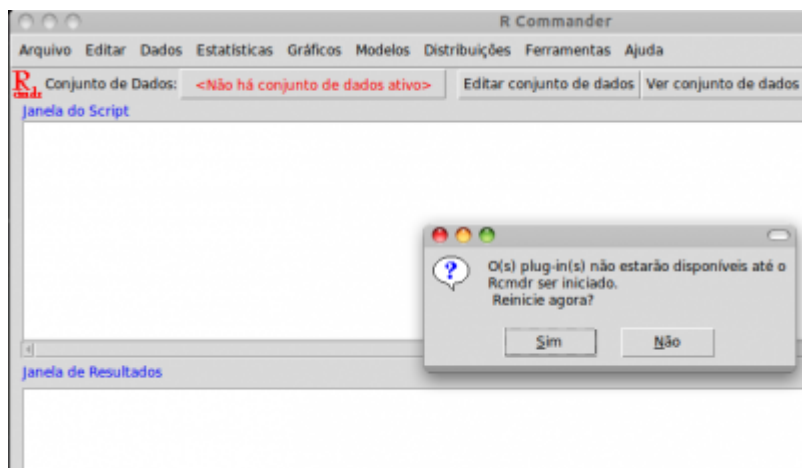 R Commander
Arquivo Editar Dados Estatísticas Gráficos Modelos Distribuições Ferramentas Ajuda
R cmdr Conjunto de Dados: <Não há conjunto de dados ativo> Editar conjunto de dados Ver conjunto de dados
Janela do Script
?
O(s) plug-in(s) não estarão disponíveis até o
Rcmdr ser iniciado.
Reinicie agora?
Sim Não
Janela de Resultados